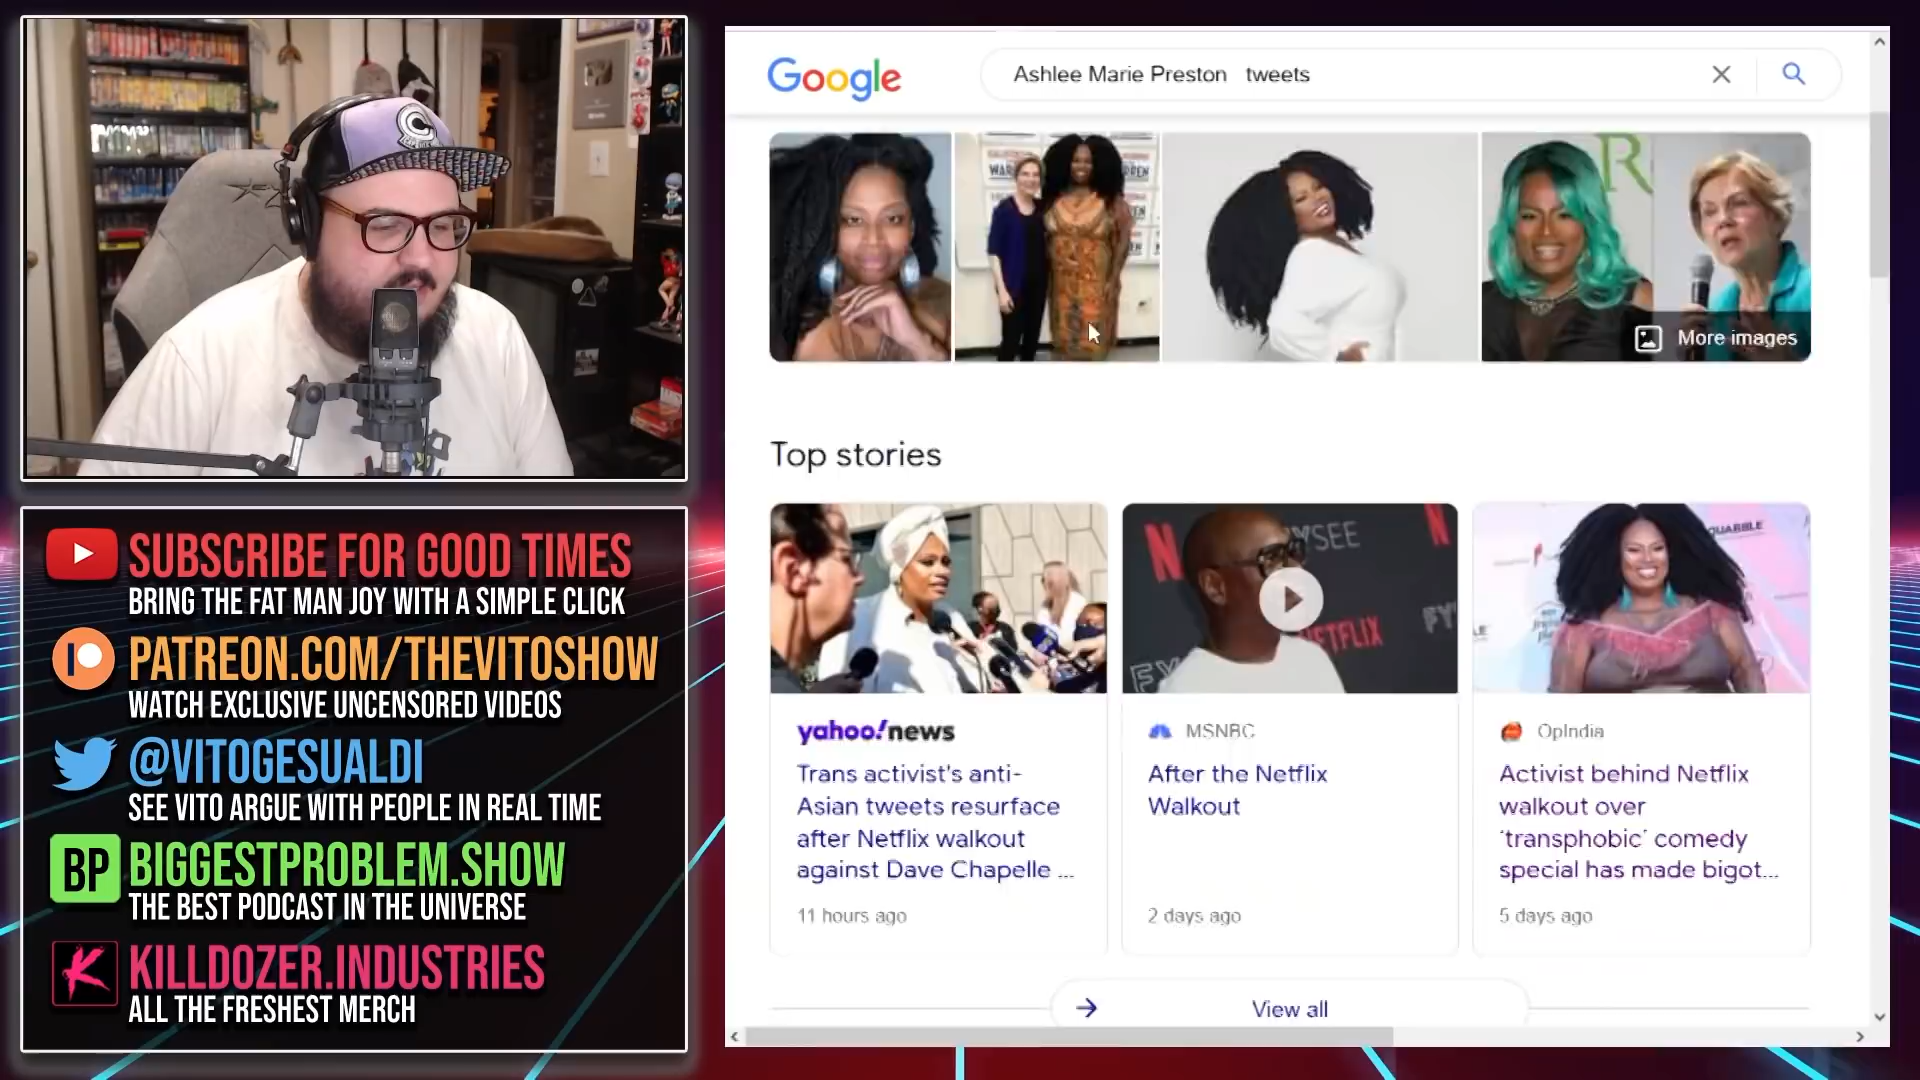 SUBSCRIBE FOR GOOD TIMES
BRING THE FAT MAN JOY WITH A SIMPLE CLICK
PATREON.COM/THEVITOSHOW
WATCH EXCLUSIVE UNCENSORED VIDEOS
@VITOGESUALDI
SEE VITO ARGUE WITH PEOPLE IN REAL TIME
BP BIGGESTPROBLEM.SHOW
THE BEST PODCAST IN THE UNIVERSE
K KILLDOZER.INDUSTRIES
ALL THE FRESHEST MERCH
Google
Ashlee Marie Preston tweets
R
More images
Top stories
FYSEE
N
N
NETFLIX
yahoo!news
Trans activist's anti-
Asian tweets resurface
after Netflix walkout
against Dave Chapelle ...
11 hours ago
MSNBC
After the Netflix
Walkout
2 days ago
OpIndia
Activist behind Netflix
walkout over
‘transphobic’ comedy
special has made bigot...
5 days ago
View all